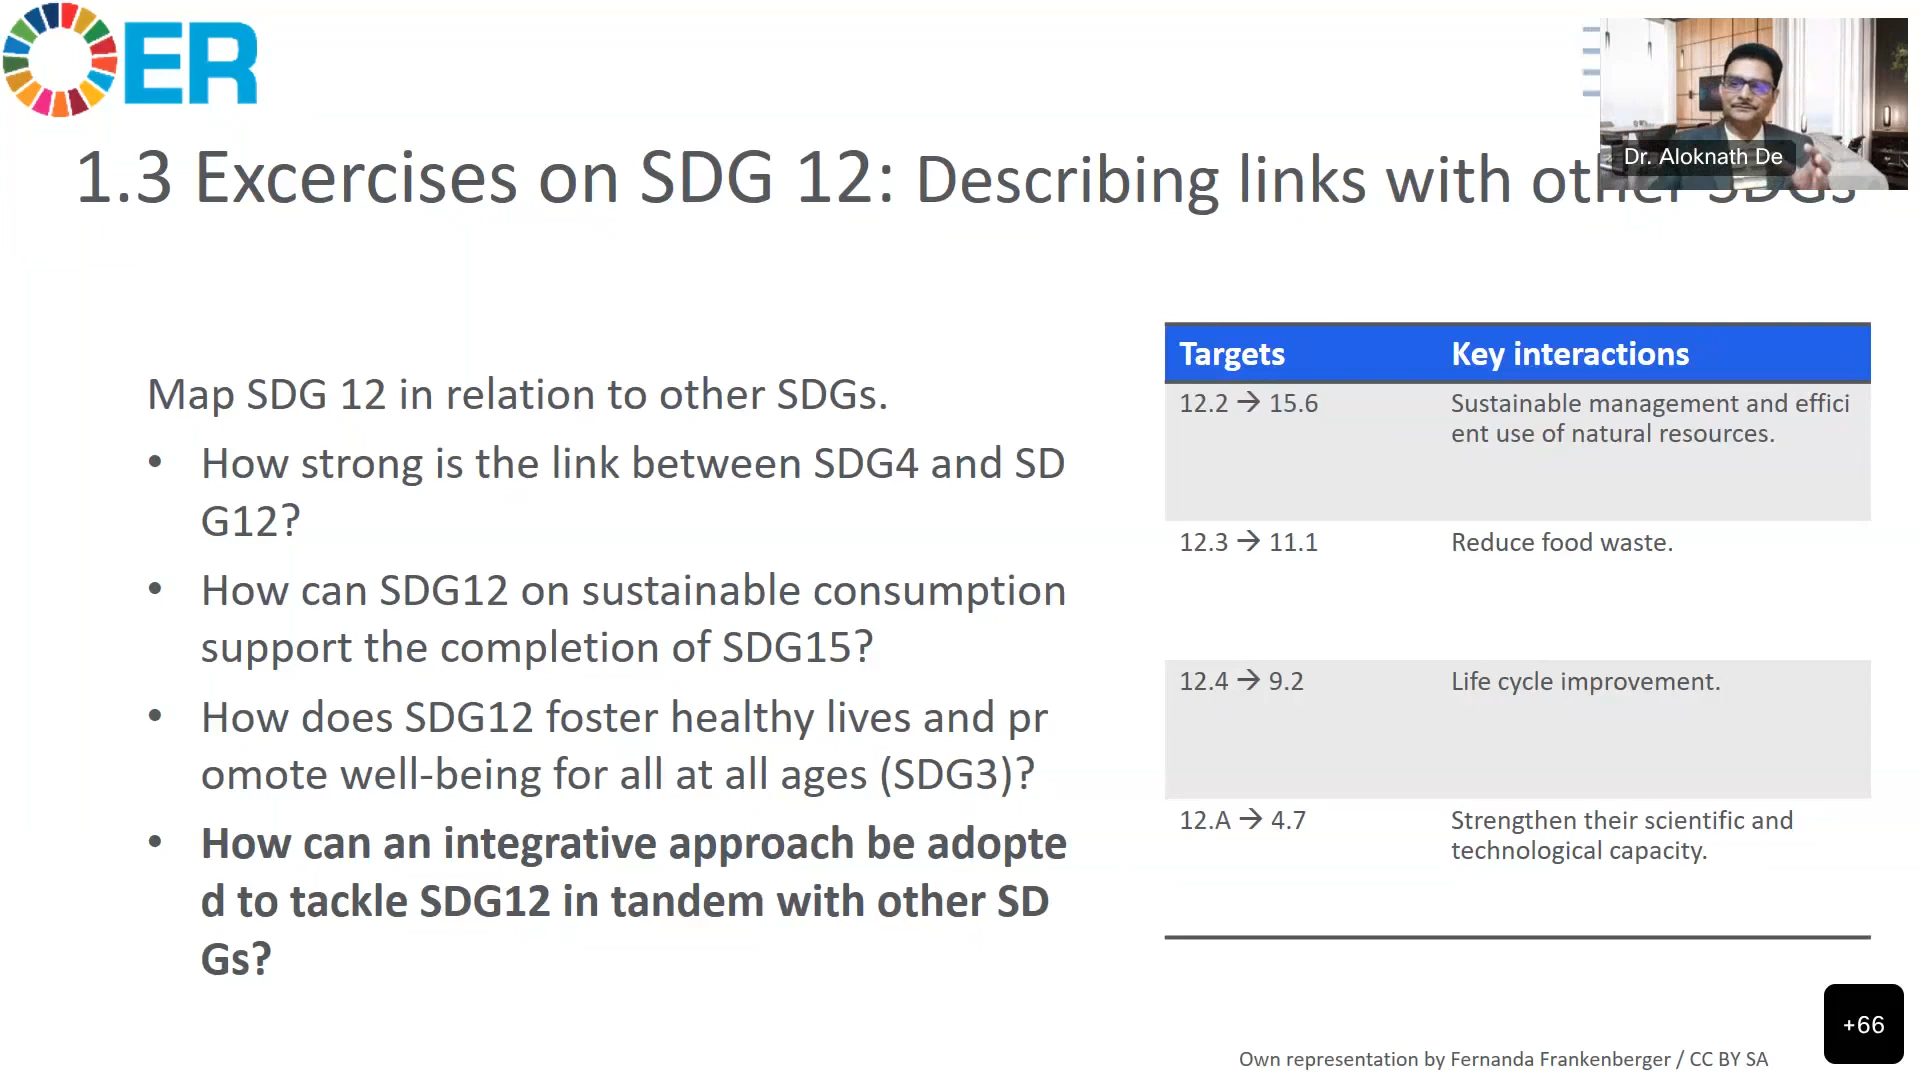 ER
Dr. Aloknath De
1.3 Excercises on SDG 12: Describing links with other SDGs
Map SDG 12 in relation to other SDGs.
• How strong is the link between SDG4 and SD
G12?
• How can SDG12 on sustainable consumption
support the completion of SDG15?
• How does SDG12 foster healthy lives and pr
omote well-being for all at all ages (SDG3)?
• How can an integrative approach be adopte
d to tackle SDG12 in tandem with other SD
Gs?
Targets Key interactions
12.2 → 15.6 Sustainable management and effici
ent use of natural resources.
12.3 → 11.1 Reduce food waste.
12.4 → 9.2 Life cycle improvement.
12.A → 4.7 Strengthen their scientific and
technological capacity.
+66
Own representation by Fernanda Frankenberger / CC BY SA